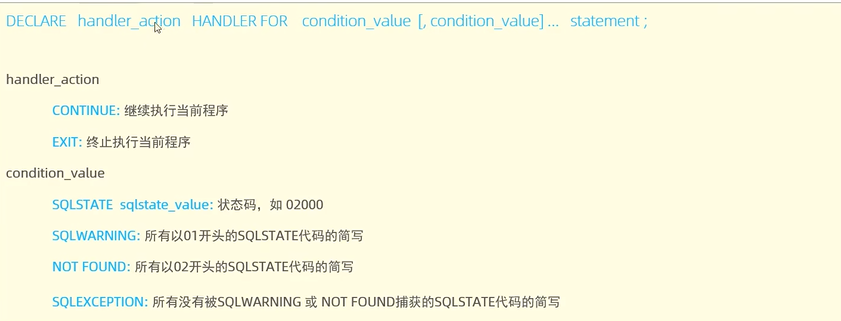 DECLARE handler_action HANDLER FOR condition_value [, condition_value] ... statement ;
handler_action
CONTINUE: 继续执行当前程序
EXIT: 终止执行当前程序
condition_value
SQLSTATE sqlstate_value: 状态码，如 02000
SQLWARNING: 所有以01开头的SQLSTATE代码的简写
NOT FOUND: 所有以02开头的SQLSTATE代码的简写
SQLEXCEPTION: 所有没有被SQLWARNING 或 NOT FOUND捕获的SQLSTATE代码的简写